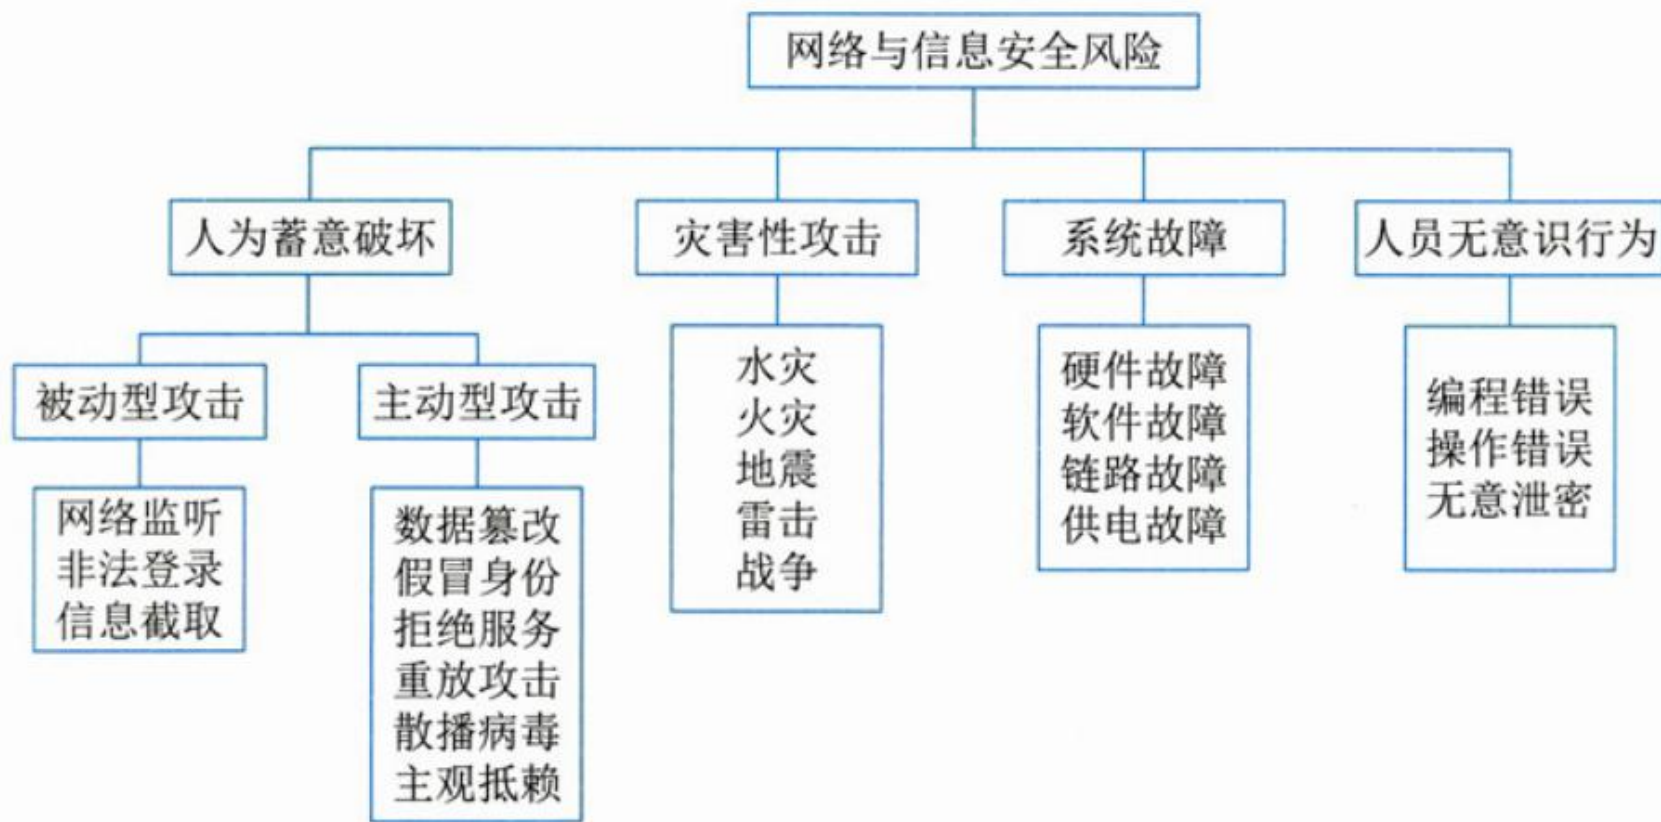 网络与信息安全风险
人为蓄意破坏
灾害性攻击
系统故障
人员无意识行为
被动型攻击
主动型攻击
网络监听
非法登录
信息截取
数据篡改
假冒身份
拒绝服务
重放攻击
散播病毒
主观抵赖
水灾
火灾
地震
雷击
战争
硬件故障
软件故障
链路故障
供电故障
编程错误
操作错误
无意泄密